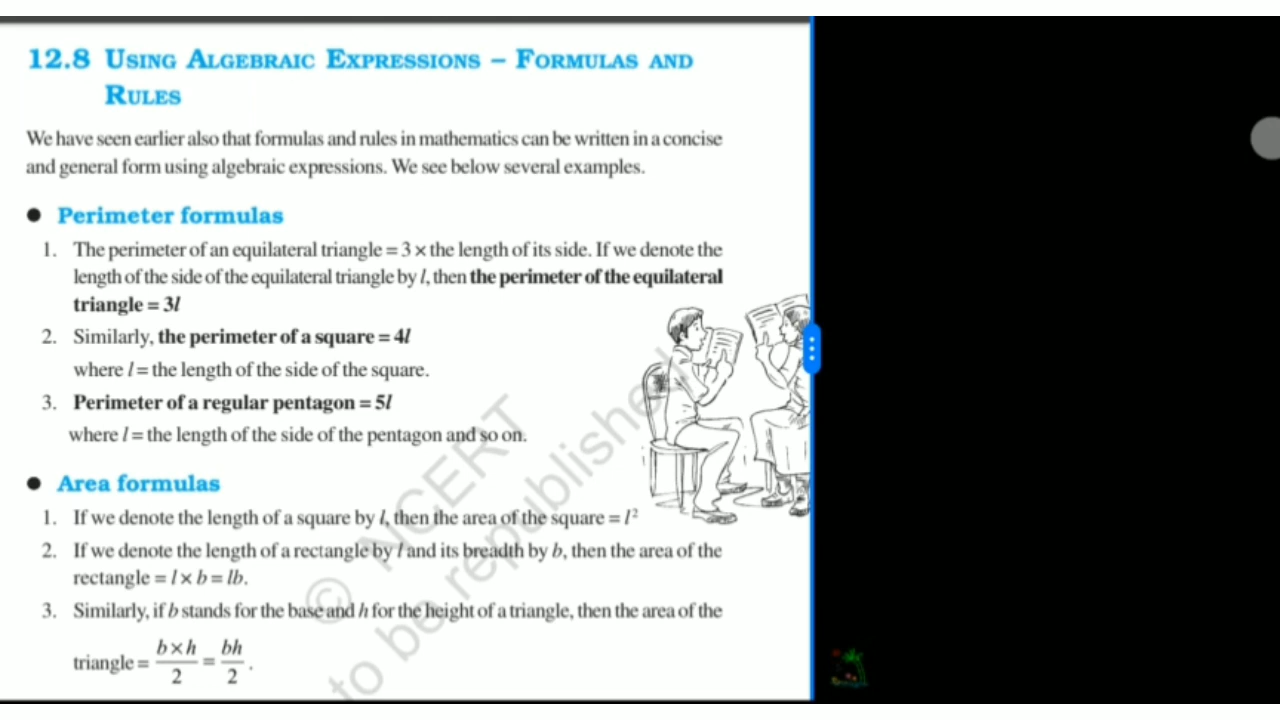 12.8 USING ALGEBRAIC EXPRESSIONS – FORMULAS AND
RULES
We have seen earlier also that formulas and rules in mathematics can be written in a concise
and general form using algebraic expressions. We see below several examples.
● Perimeter formulas
1. The perimeter of an equilateral triangle = 3 × the length of its side. If we denote the
length of the side of the equilateral triangle by l, then the perimeter of the equilateral
triangle = 3l
2. Similarly, the perimeter of a square = 4l
where l = the length of the side of the square.
3. Perimeter of a regular pentagon = 5l
where l = the length of the side of the pentagon and so on.
● Area formulas
1. If we denote the length of a square by l, then the area of the square = l²
2. If we denote the length of a rectangle by l and its breadth by b, then the area of the
rectangle = l × b = lb.
3. Similarly, if b stands for the base and h for the height of a triangle, then the area of the
triangle = b×h/2 = bh/2.
© NCERT
to be republished